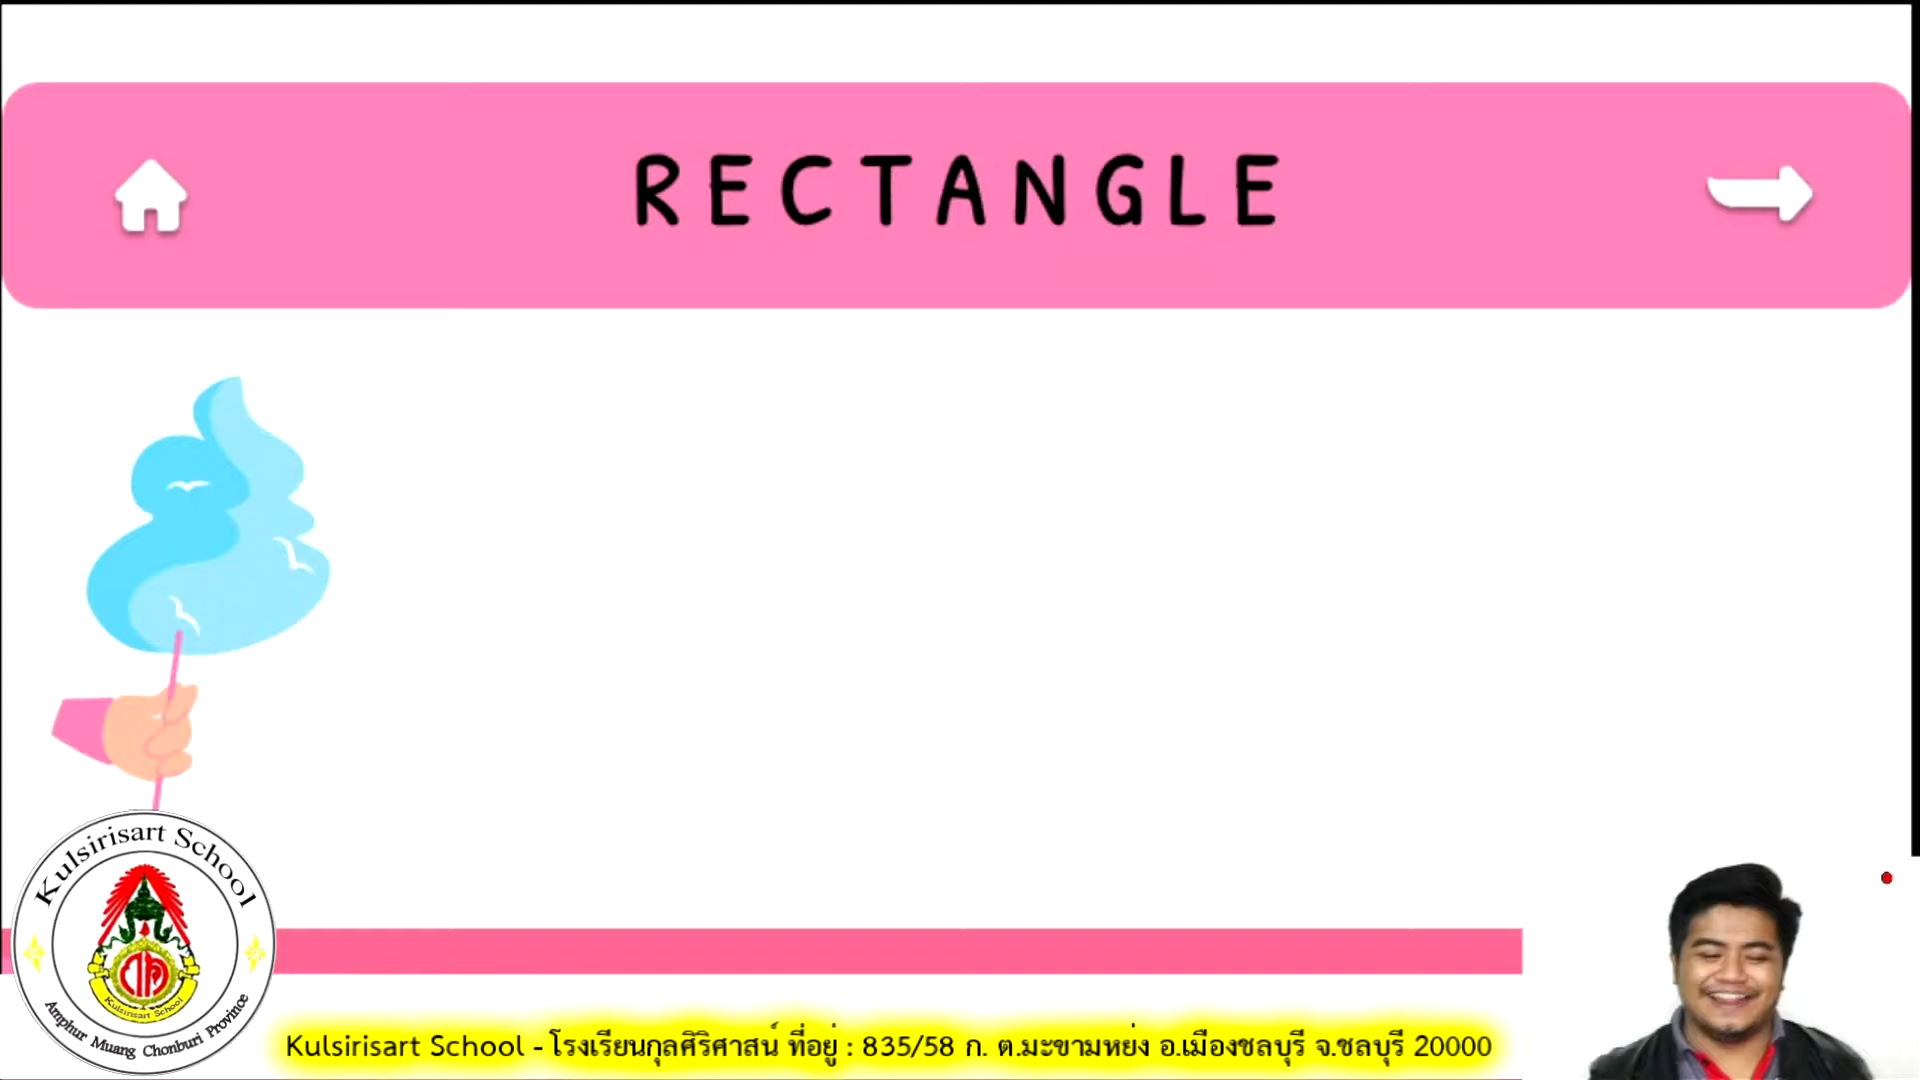 RECTANGLE
Kulsirisart School
กศ
Kulsirisart School
Amphur Muang Chonburi Province
Kulsirisart School - โรงเรียนกุลศิริศาสน์ ที่อยู่ : 835/58 ก. ต.มะขามหย่ง อ.เมืองชลบุรี จ.ชลบุรี 20000